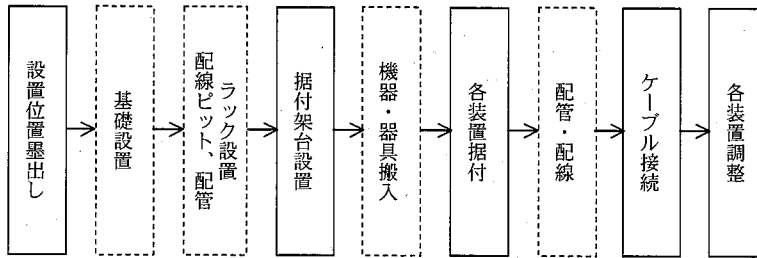 設置位置墨出し
基礎設置
ラック設置
配線ピット、配管
据付架台設置
機器・器具搬入
各装置据付
配管・配線
ケーブル接続
各装置調整